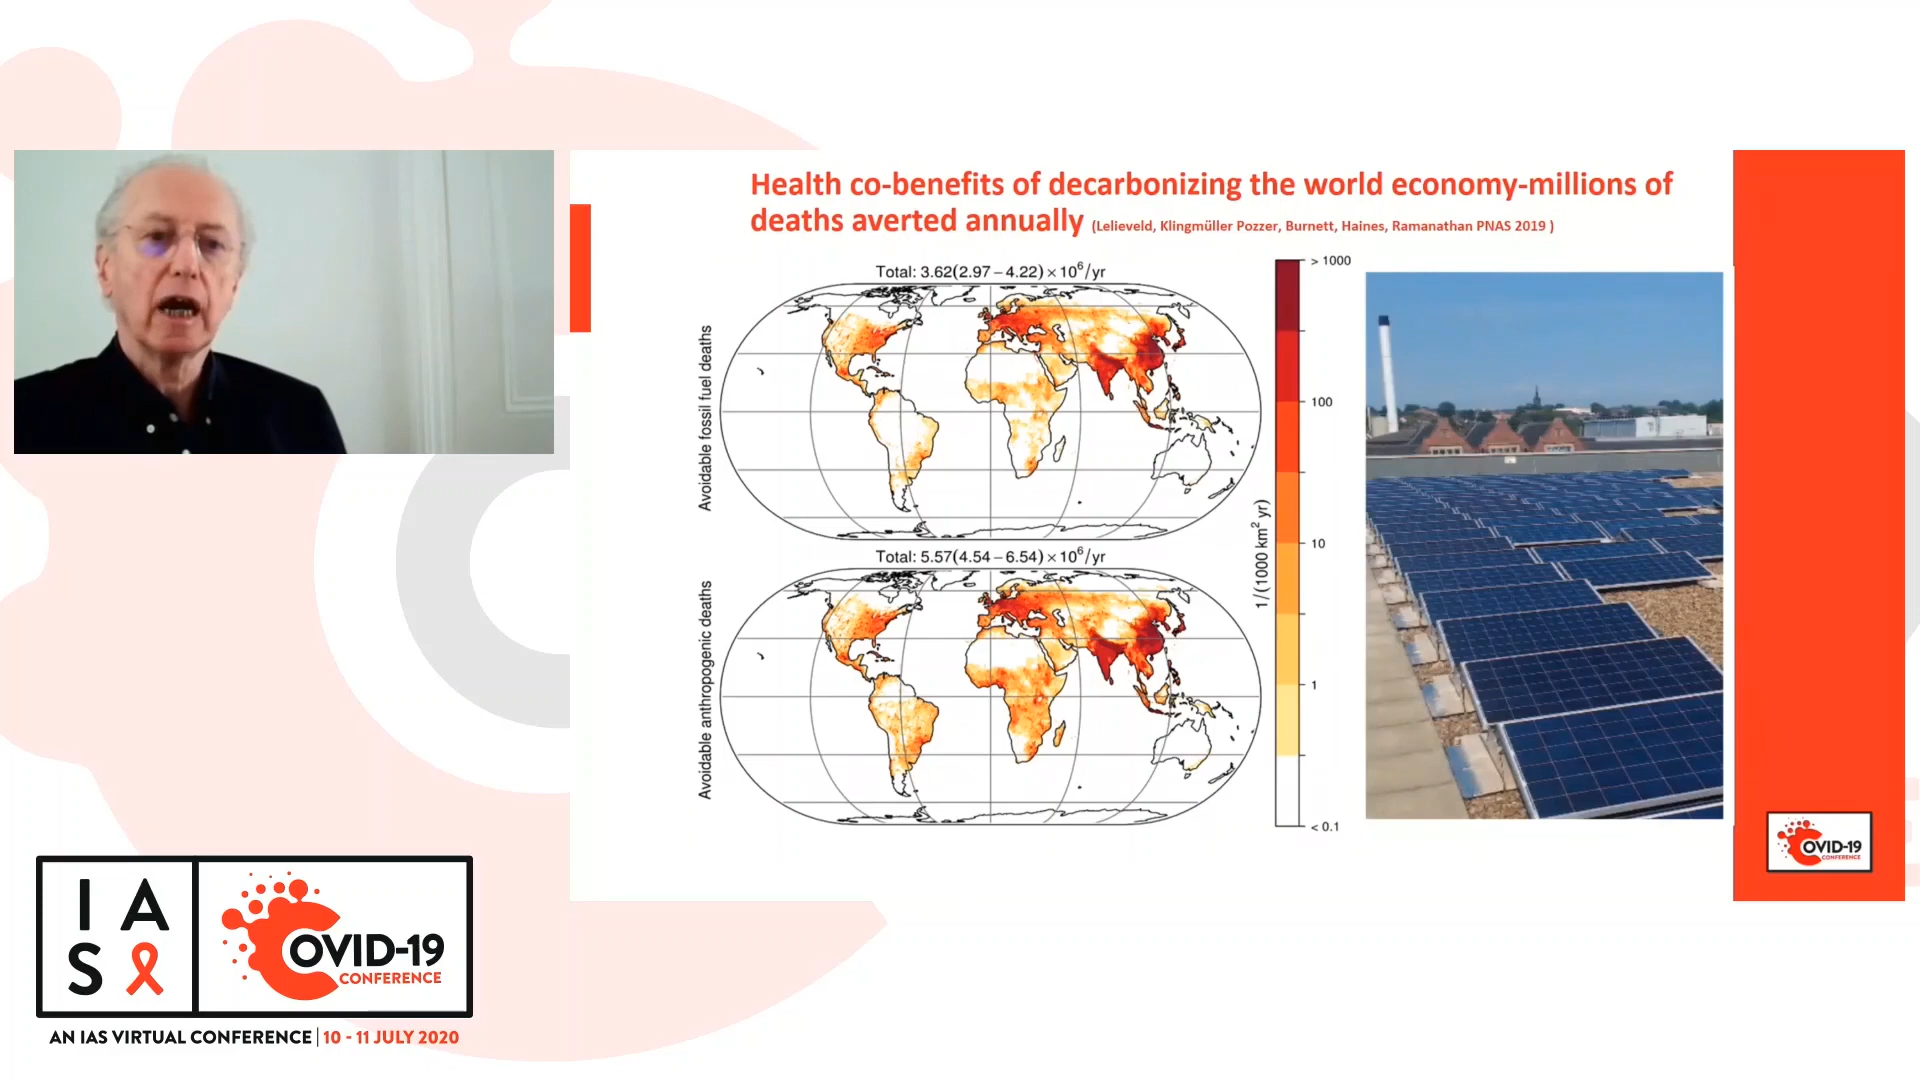 Health co-benefits of decarbonizing the world economy-millions of
deaths averted annually (Lelieveld, Klingmüller Pozzer, Burnett, Haines, Ramanathan PNAS 2019 )
Total: 3.62(2.97 – 4.22) × 10⁶/yr
Avoidable fossil fuel deaths
Total: 5.57(4.54 – 6.54) × 10⁶/yr
Avoidable anthropogenic deaths
> 1000
100
10
1
< 0.1
1/(1000 km² yr)
OVID-19
CONFERENCE
I A
S
COVID-19
CONFERENCE
AN IAS VIRTUAL CONFERENCE | 10 - 11 JULY 2020